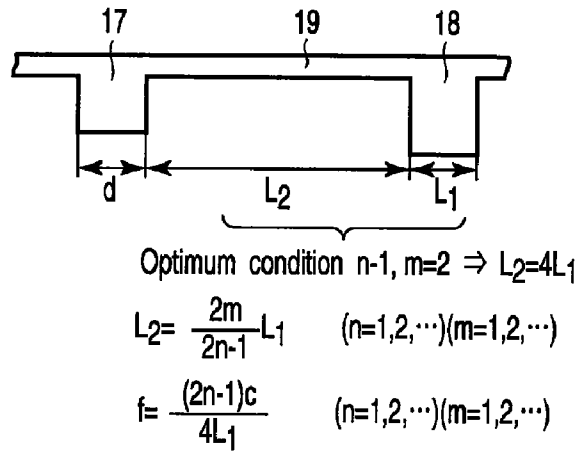 17 19 18
d L₂ L₁
Optimum condition n-1, m=2 ⇒ L₂=4L₁
L₂= 2m/2n-1 L₁ (n=1,2,···)(m=1,2,···)
f= (2n-1)c/4L₁ (n=1,2,···)(m=1,2,···)